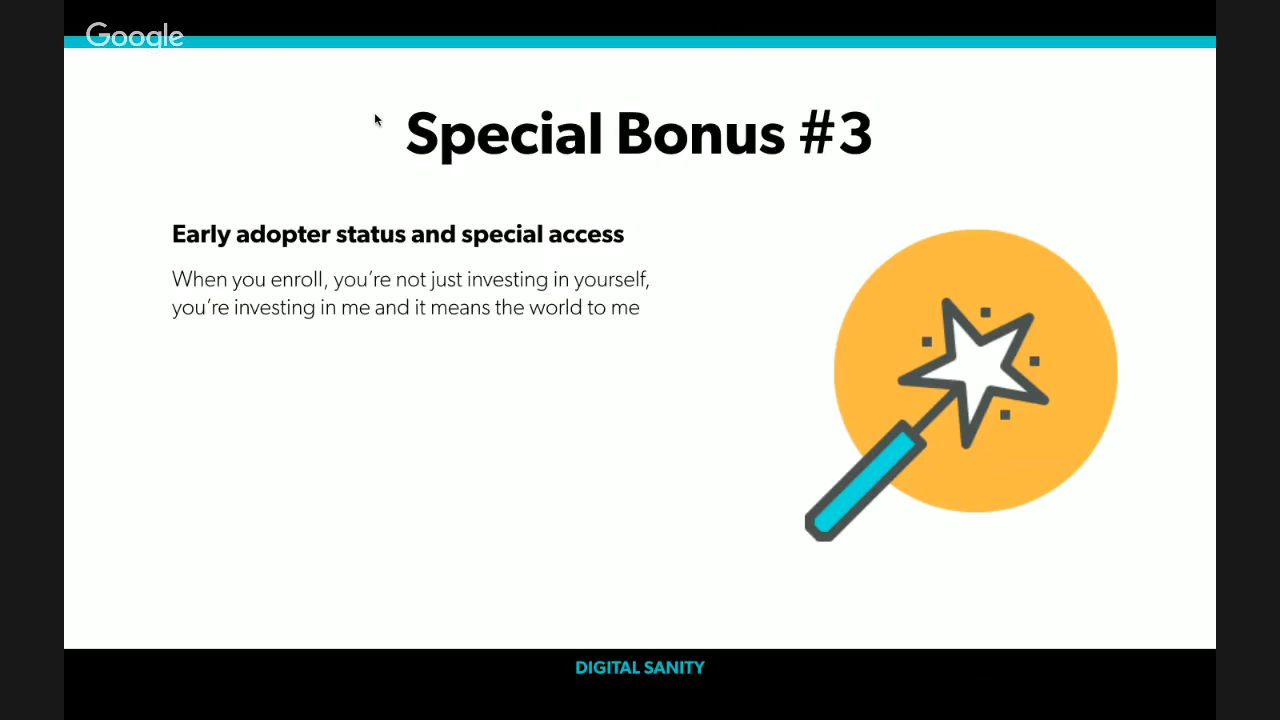 Google
Special Bonus #3
Early adopter status and special access
When you enroll, you’re not just investing in yourself,
you’re investing in me and it means the world to me
DIGITAL SANITY